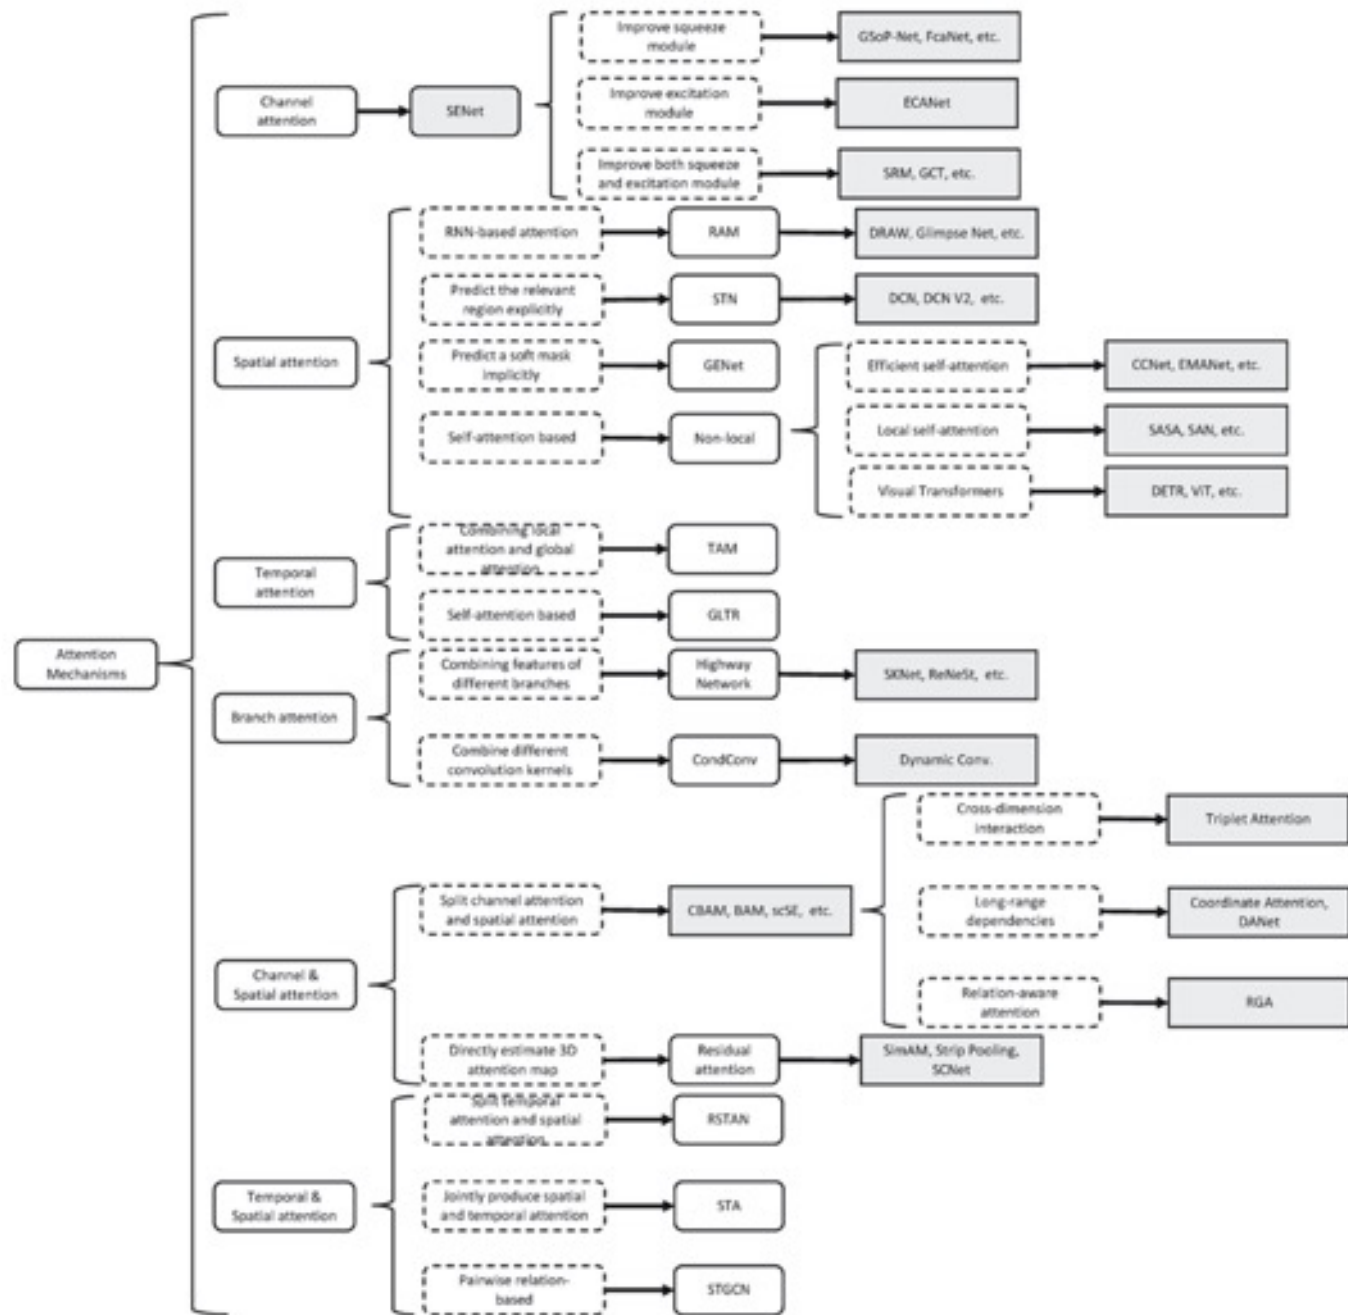 Improve squeeze
module
GSoP-Net, FcaNet, etc.
Channel
attention
SENet
Improve excitation
module
ECANet
Improve both squeeze
and excitation module
SRM, GCT, etc.
RNN-based attention
RAM
DRAW, Glimpse Net, etc.
Predict the relevant
region explicitly
STN
DCN, DCN V2, etc.
Spatial attention
Predict a soft mask
implicitly
GENet
Efficient self-attention
CCNet, EMANet, etc.
Self-attention based
Non-local
Local self-attention
SASA, SAN, etc.
Visual Transformers
DETR, ViT, etc.
Temporal
attention
Combining local
attention and global
attention
TAM
Self-attention based
GLTR
Attention
Mechanisms
Branch attention
Combining features of
different branches
Highway
Network
SKNet, ReNeSt, etc.
Combine different
convolution kernels
CondConv
Dynamic Conv.
Cross-dimension
interaction
Triplet Attention
Channel &
Spatial attention
Split channel attention
and spatial attention
CBAM, BAM, scSE, etc.
Long-range
dependencies
Coordinate Attention,
DANet
Relation-aware
attention
RGA
Directly estimate 3D
attention map
Residual
attention
SimAM, Strip Pooling,
SCNet
Temporal &
Spatial attention
Split Temporal
attention and spatial
attention
RSTAN
Jointly produce spatial
and temporal attention
STA
Pairwise relation-
based
STGCN